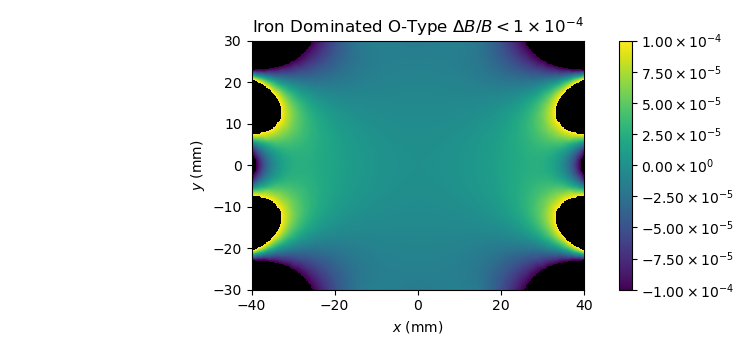 Iron Dominated O-Type ΔB/B < 1 × 10⁻⁴
30
20
10
0
−10
−20
−30
y (mm)
−40
−20
0
20
40
x (mm)
1.00 × 10⁻⁴
7.50 × 10⁻⁵
5.00 × 10⁻⁵
2.50 × 10⁻⁵
0.00 × 10⁰
−2.50 × 10⁻⁵
−5.00 × 10⁻⁵
−7.50 × 10⁻⁵
−1.00 × 10⁻⁴